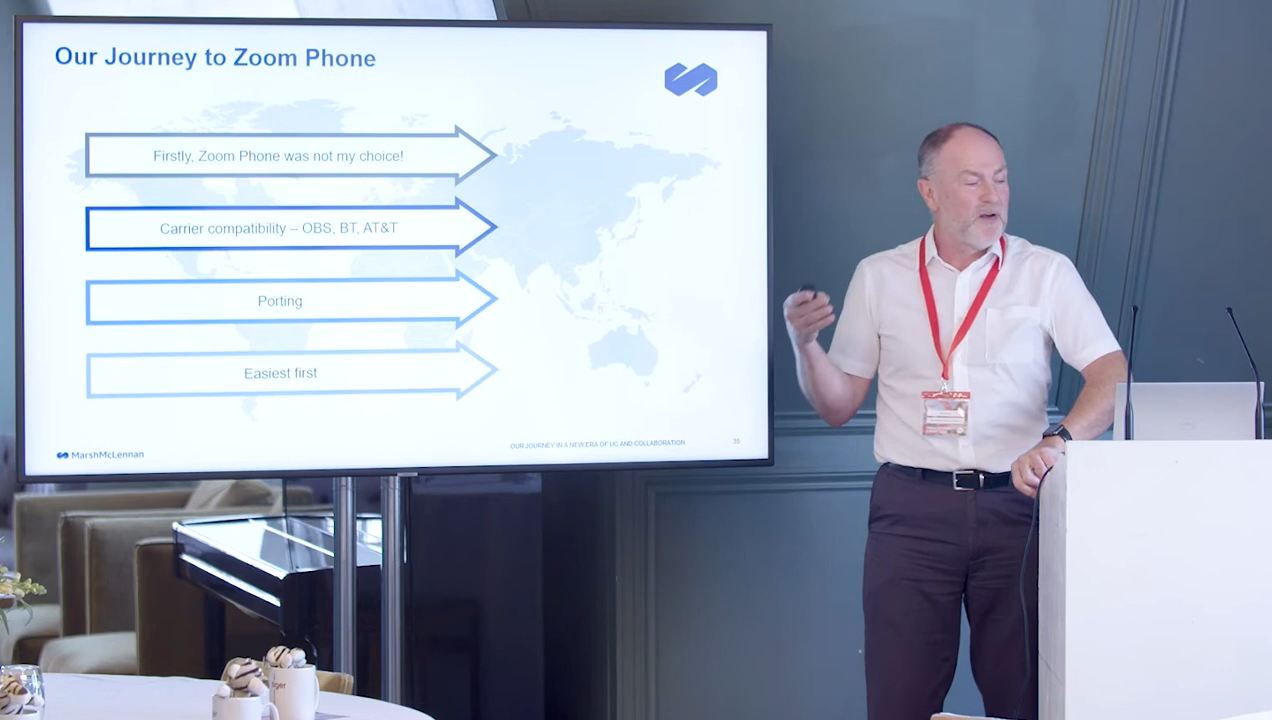 Our Journey to Zoom Phone
Firstly, Zoom Phone was not my choice!
Carrier compatibility – OBS, BT, AT&T
Porting
Easiest first
OUR JOURNEY IN A NEW ERA OF UC AND COLLABORATION
35
MarshMcLennan